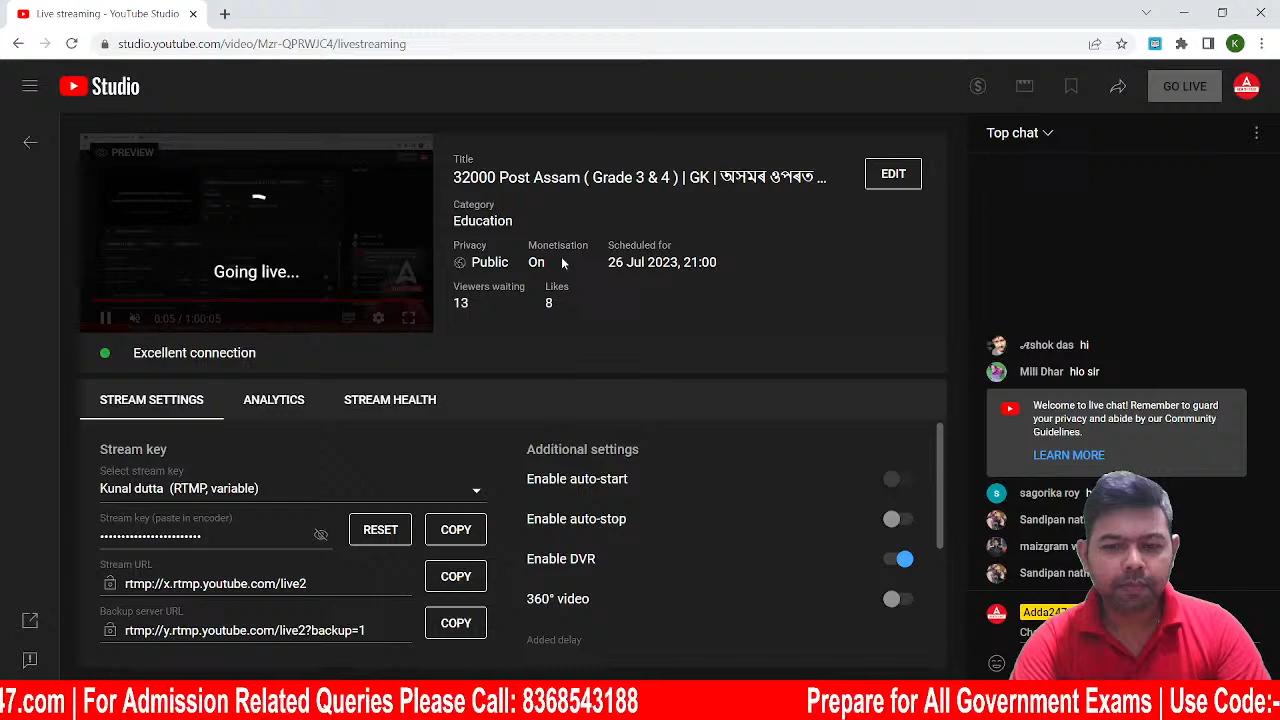 Live streaming - YouTube Studio
studio.youtube.com/video/Mzr-QPRWJC4/livestreaming
K
Studio
GO LIVE
PREVIEW
Going live...
0:05 / 1:00:05
Excellent connection
Title
32000 Post Assam ( Grade 3 & 4 ) | GK | অসমৰ ওপৰত ...
EDIT
Category
Education
Privacy
Public
Monetisation
On
Scheduled for
26 Jul 2023, 21:00
Viewers waiting
13
Likes
8
STREAM SETTINGS
ANALYTICS
STREAM HEALTH
Stream key
Select stream key
Kunal dutta (RTMP, variable)
Stream key (paste in encoder)
••••••••••••••••••••••••
RESET
COPY
Stream URL
rtmp://x.rtmp.youtube.com/live2
COPY
Backup server URL
rtmp://y.rtmp.youtube.com/live2?backup=1
COPY
Additional settings
Enable auto-start
Enable auto-stop
Enable DVR
360° video
Added delay
Top chat
Ashok das hi
Mili Dhar hlo sir
Welcome to live chat! Remember to guard
your privacy and abide by our Community
Guidelines.
LEARN MORE
sagorika roy
Sandipan nath
maizgram
Sandipan nath
Adda247
47.com | For Admission Related Queries Please Call: 8368543188
Prepare for All Government Exams | Use Code:-